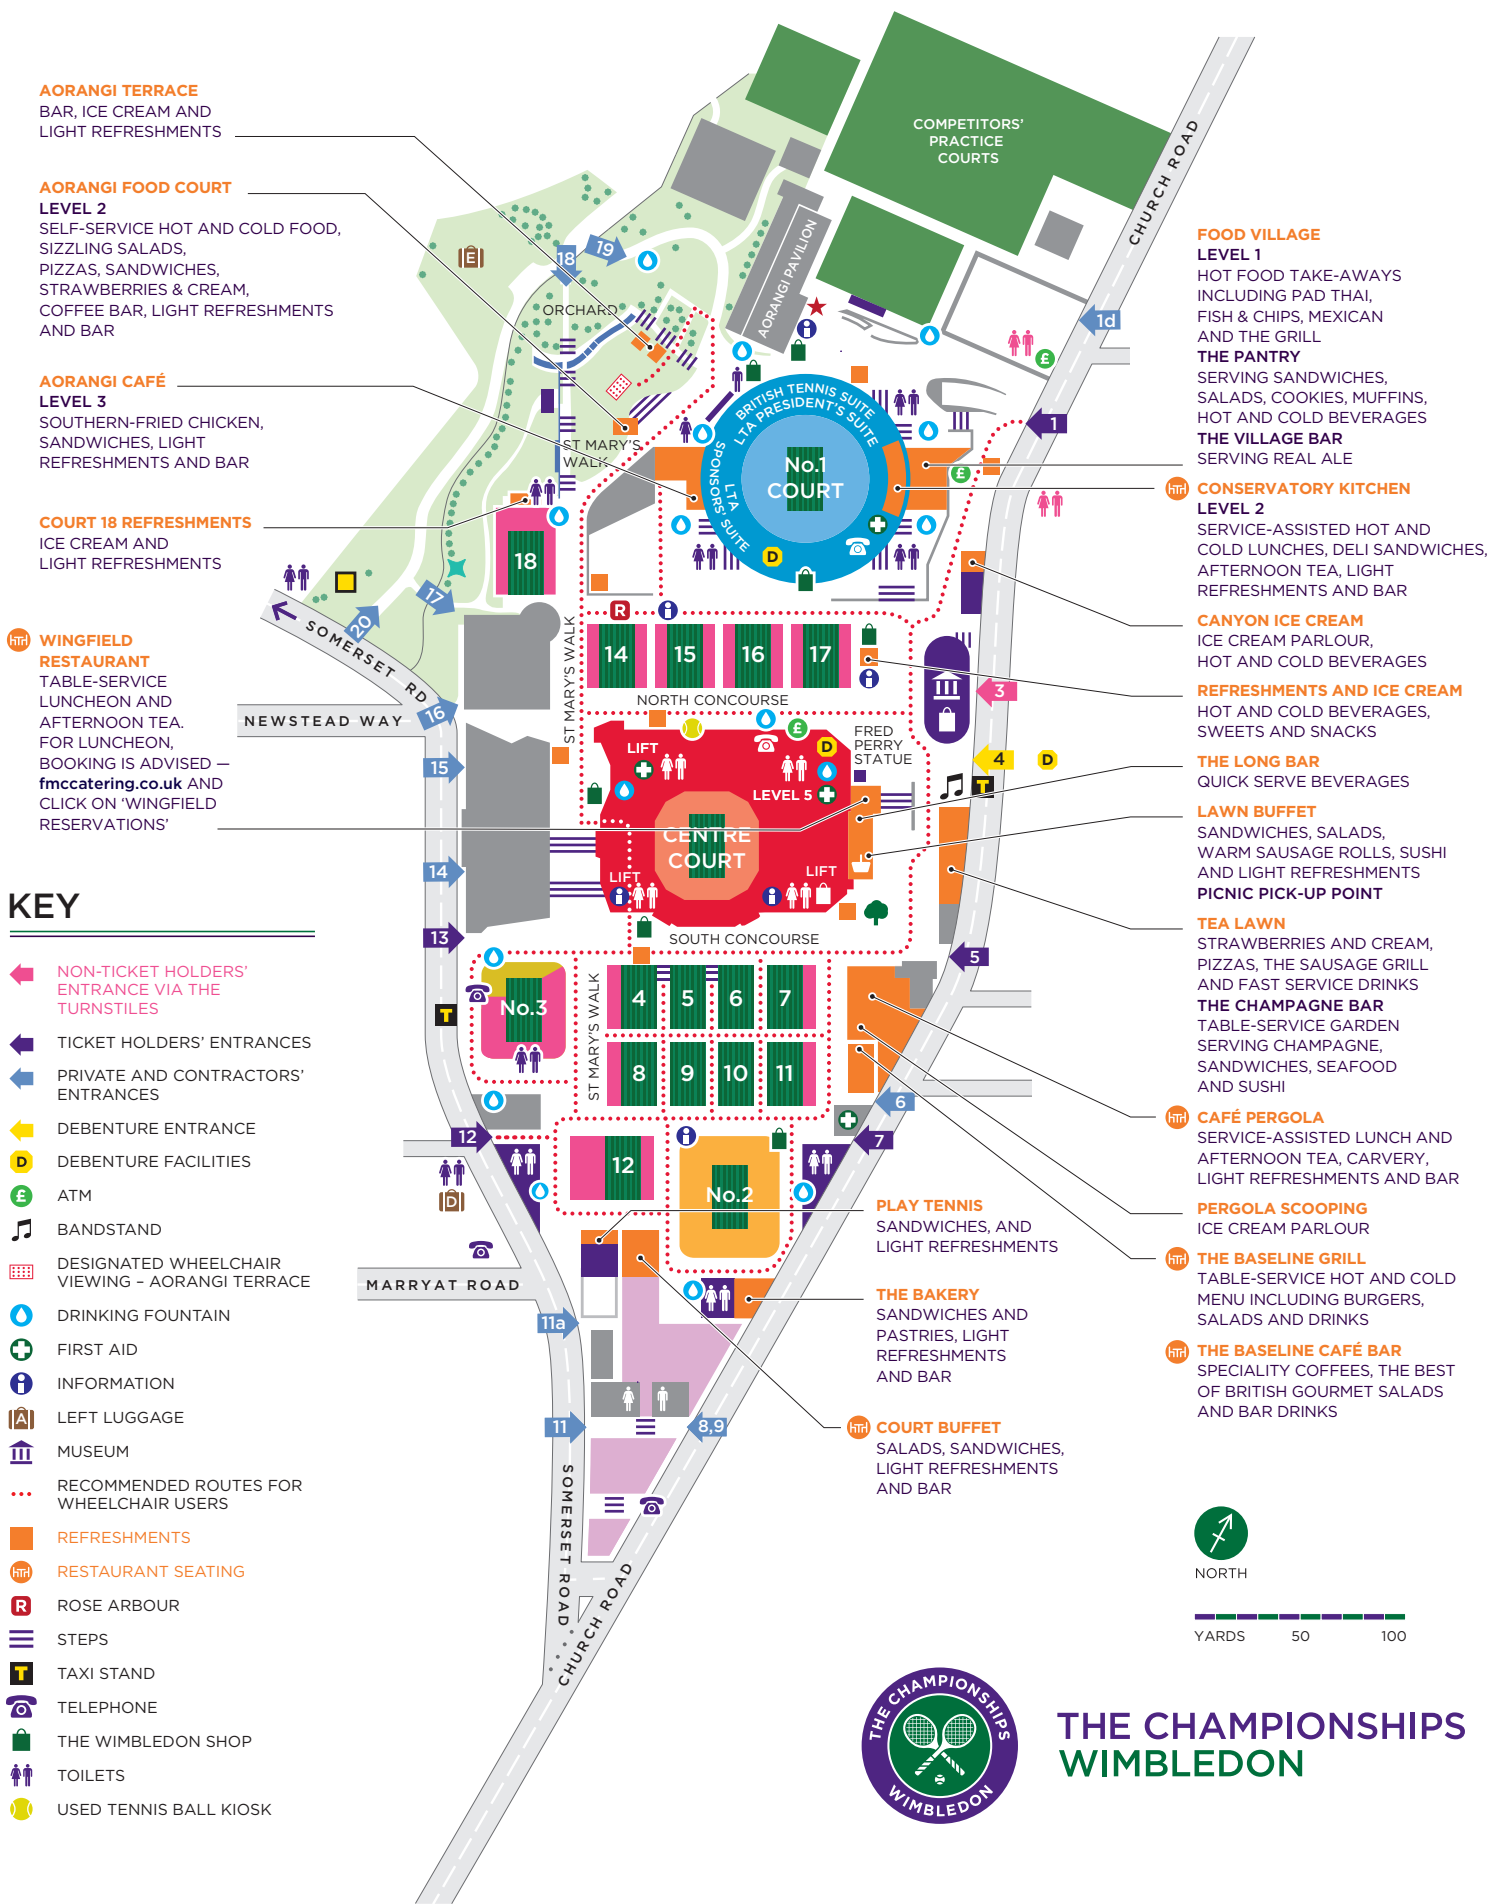 AORANGI TERRACE
BAR, ICE CREAM AND
LIGHT REFRESHMENTS
AORANGI FOOD COURT
LEVEL 2
SELF-SERVICE HOT AND COLD FOOD,
SIZZLING SALADS,
PIZZAS, SANDWICHES,
STRAWBERRIES & CREAM,
COFFEE BAR, LIGHT REFRESHMENTS
AND BAR
AORANGI CAFÉ
LEVEL 3
SOUTHERN-FRIED CHICKEN,
SANDWICHES, LIGHT
REFRESHMENTS AND BAR
COURT 18 REFRESHMENTS
ICE CREAM AND
LIGHT REFRESHMENTS
WINGFIELD
RESTAURANT
TABLE-SERVICE
LUNCHEON AND
AFTERNOON TEA.
FOR LUNCHEON,
BOOKING IS ADVISED —
fmccatering.co.uk AND
CLICK ON ‘WINGFIELD
RESERVATIONS’
KEY
NON-TICKET HOLDERS’
ENTRANCE VIA THE
TURNSTILES
TICKET HOLDERS’ ENTRANCES
PRIVATE AND CONTRACTORS’
ENTRANCES
DEBENTURE ENTRANCE
D DEBENTURE FACILITIES
£ ATM
BANDSTAND
DESIGNATED WHEELCHAIR
VIEWING – AORANGI TERRACE
DRINKING FOUNTAIN
FIRST AID
i INFORMATION
A LEFT LUGGAGE
MUSEUM
RECOMMENDED ROUTES FOR
WHEELCHAIR USERS
REFRESHMENTS
RESTAURANT SEATING
R ROSE ARBOUR
STEPS
T TAXI STAND
TELEPHONE
THE WIMBLEDON SHOP
TOILETS
USED TENNIS BALL KIOSK
COMPETITORS’
PRACTICE
COURTS
CHURCH ROAD
AORANGI PAVILION
E
18
19
ORCHARD
1d
£
1
BRITISH TENNIS SUITE
LTA PRESIDENT’S SUITE
LTA
SPONSORS’ SUITE
No.1
COURT
D
£
ST MARY’S
WALK
18
17
20
SOMERSET RD
NEWSTEAD WAY
16
15
14
13
R
ST MARY’S WALK
14
15
16
17
NORTH CONCOURSE
3
4
D
T
FRED
PERRY
STATUE
£
D
LIFT
LEVEL 5
CENTRE
COURT
LIFT
LIFT
SOUTH CONCOURSE
5
T
No.3
ST MARY’S WALK
4
5
6
7
8
9
10
11
6
7
12
D
12
No.2
MARRYAT ROAD
11a
11
8,9
SOMERSET ROAD
CHURCH ROAD
PLAY TENNIS
SANDWICHES, AND
LIGHT REFRESHMENTS
THE BAKERY
SANDWICHES AND
PASTRIES, LIGHT
REFRESHMENTS
AND BAR
COURT BUFFET
SALADS, SANDWICHES,
LIGHT REFRESHMENTS
AND BAR
FOOD VILLAGE
LEVEL 1
HOT FOOD TAKE-AWAYS
INCLUDING PAD THAI,
FISH & CHIPS, MEXICAN
AND THE GRILL
THE PANTRY
SERVING SANDWICHES,
SALADS, COOKIES, MUFFINS,
HOT AND COLD BEVERAGES
THE VILLAGE BAR
SERVING REAL ALE
CONSERVATORY KITCHEN
LEVEL 2
SERVICE-ASSISTED HOT AND
COLD LUNCHES, DELI SANDWICHES,
AFTERNOON TEA, LIGHT
REFRESHMENTS AND BAR
CANYON ICE CREAM
ICE CREAM PARLOUR,
HOT AND COLD BEVERAGES
REFRESHMENTS AND ICE CREAM
HOT AND COLD BEVERAGES,
SWEETS AND SNACKS
THE LONG BAR
QUICK SERVE BEVERAGES
LAWN BUFFET
SANDWICHES, SALADS,
WARM SAUSAGE ROLLS, SUSHI
AND LIGHT REFRESHMENTS
PICNIC PICK-UP POINT
TEA LAWN
STRAWBERRIES AND CREAM,
PIZZAS, THE SAUSAGE GRILL
AND FAST SERVICE DRINKS
THE CHAMPAGNE BAR
TABLE-SERVICE GARDEN
SERVING CHAMPAGNE,
SANDWICHES, SEAFOOD
AND SUSHI
CAFÉ PERGOLA
SERVICE-ASSISTED LUNCH AND
AFTERNOON TEA, CARVERY,
LIGHT REFRESHMENTS AND BAR
PERGOLA SCOOPING
ICE CREAM PARLOUR
THE BASELINE GRILL
TABLE-SERVICE HOT AND COLD
MENU INCLUDING BURGERS,
SALADS AND DRINKS
THE BASELINE CAFÉ BAR
SPECIALITY COFFEES, THE BEST
OF BRITISH GOURMET SALADS
AND BAR DRINKS
NORTH
YARDS 50 100
THE CHAMPIONSHIPS
WIMBLEDON
THE CHAMPIONSHIPS
WIMBLEDON